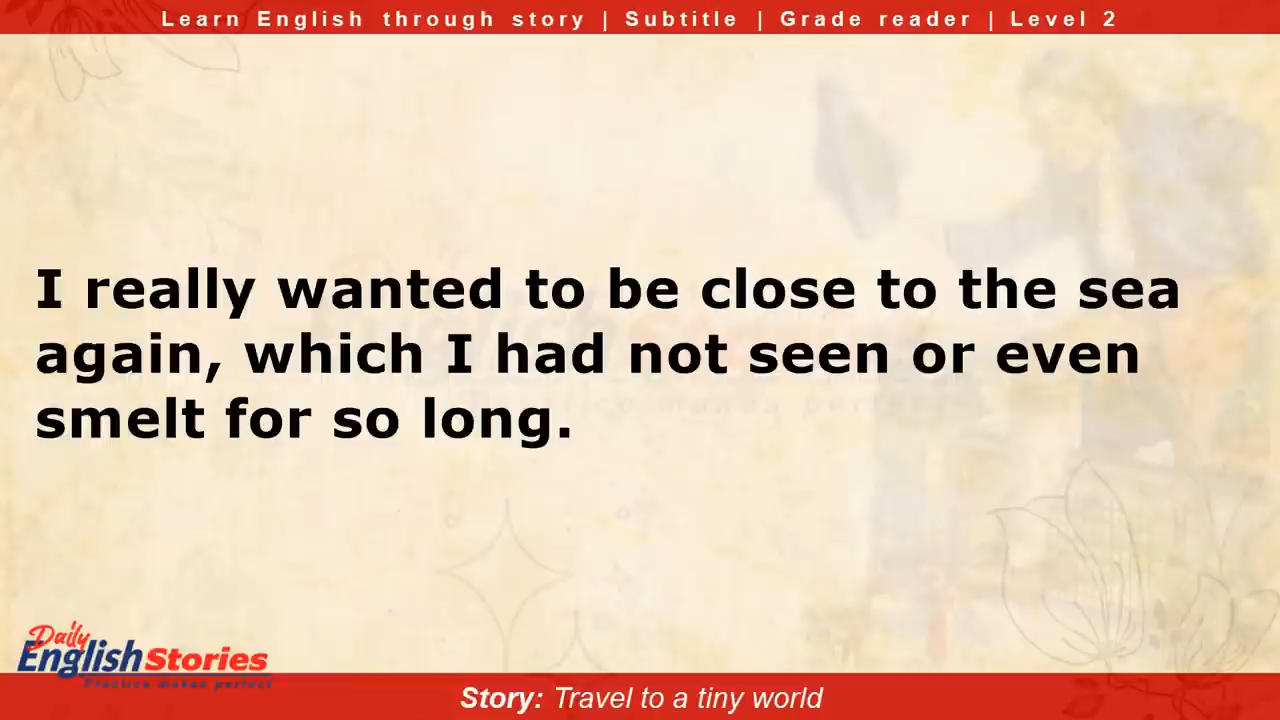 Learn English through story | Subtitle | Grade reader | Level 2
I really wanted to be close to the sea
again, which I had not seen or even
smelt for so long.
Daily
English Stories
Practice makes perfect
Story: Travel to a tiny world